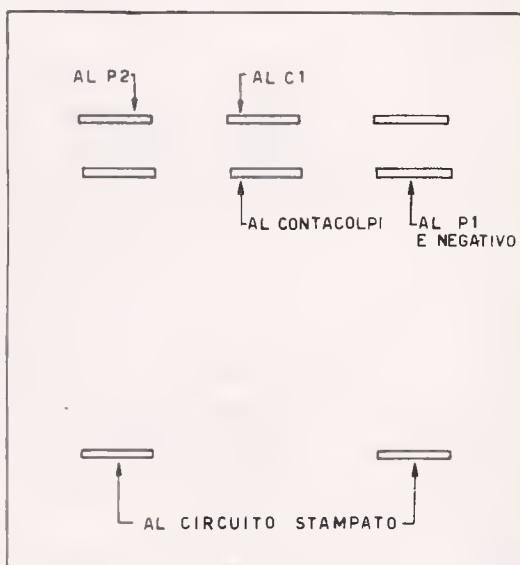 AL P2
AL C1
AL CONTACOLPI
AL P1
E NEGATIVO
AL CIRCUITO STAMPATO